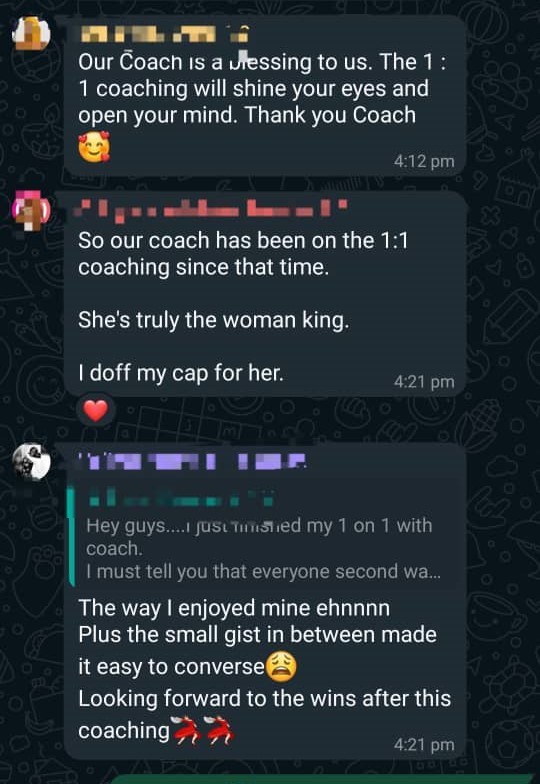 Our Coach is a blessing to us. The 1 :
1 coaching will shine your eyes and
open your mind. Thank you Coach
🥰
4:12 pm
So our coach has been on the 1:1
coaching since that time.
She's truly the woman king.
I doff my cap for her.
4:21 pm
❤️
Hey guys....I just finished my 1 on 1 with
coach.
I must tell you that everyone second wa...
The way I enjoyed mine ehnnnn
Plus the small gist in between made
it easy to converse😩
Looking forward to the wins after this
coaching💃💃
4:21 pm